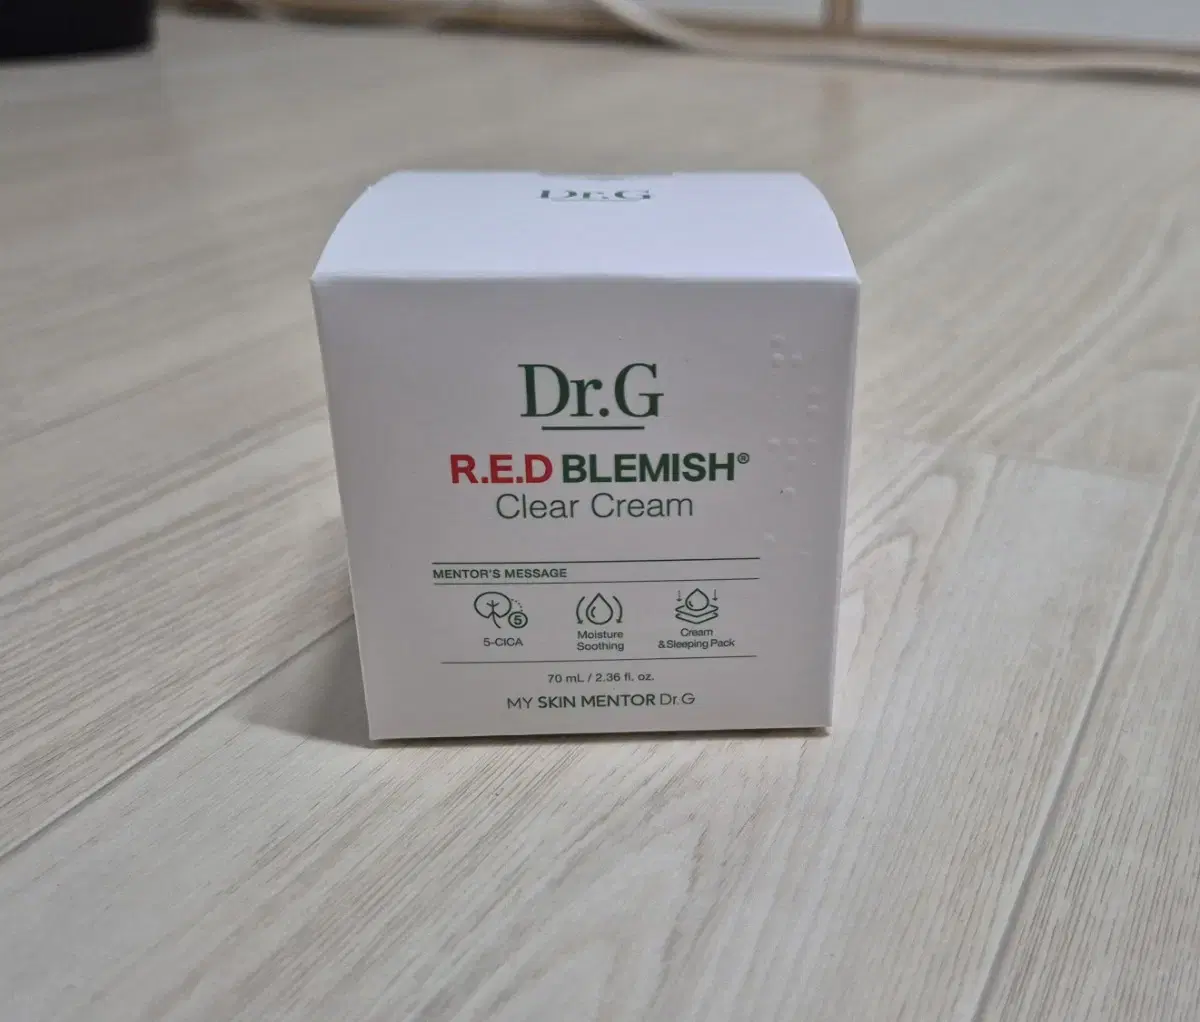 Dr.G
Dr.G
R.E.D BLEMISH®
Clear Cream
MENTOR'S MESSAGE
5
5-CICA
Moisture
Soothing
Cream
& Sleeping Pack
70 mL / 2.36 fl. oz.
MY SKIN MENTOR Dr.G